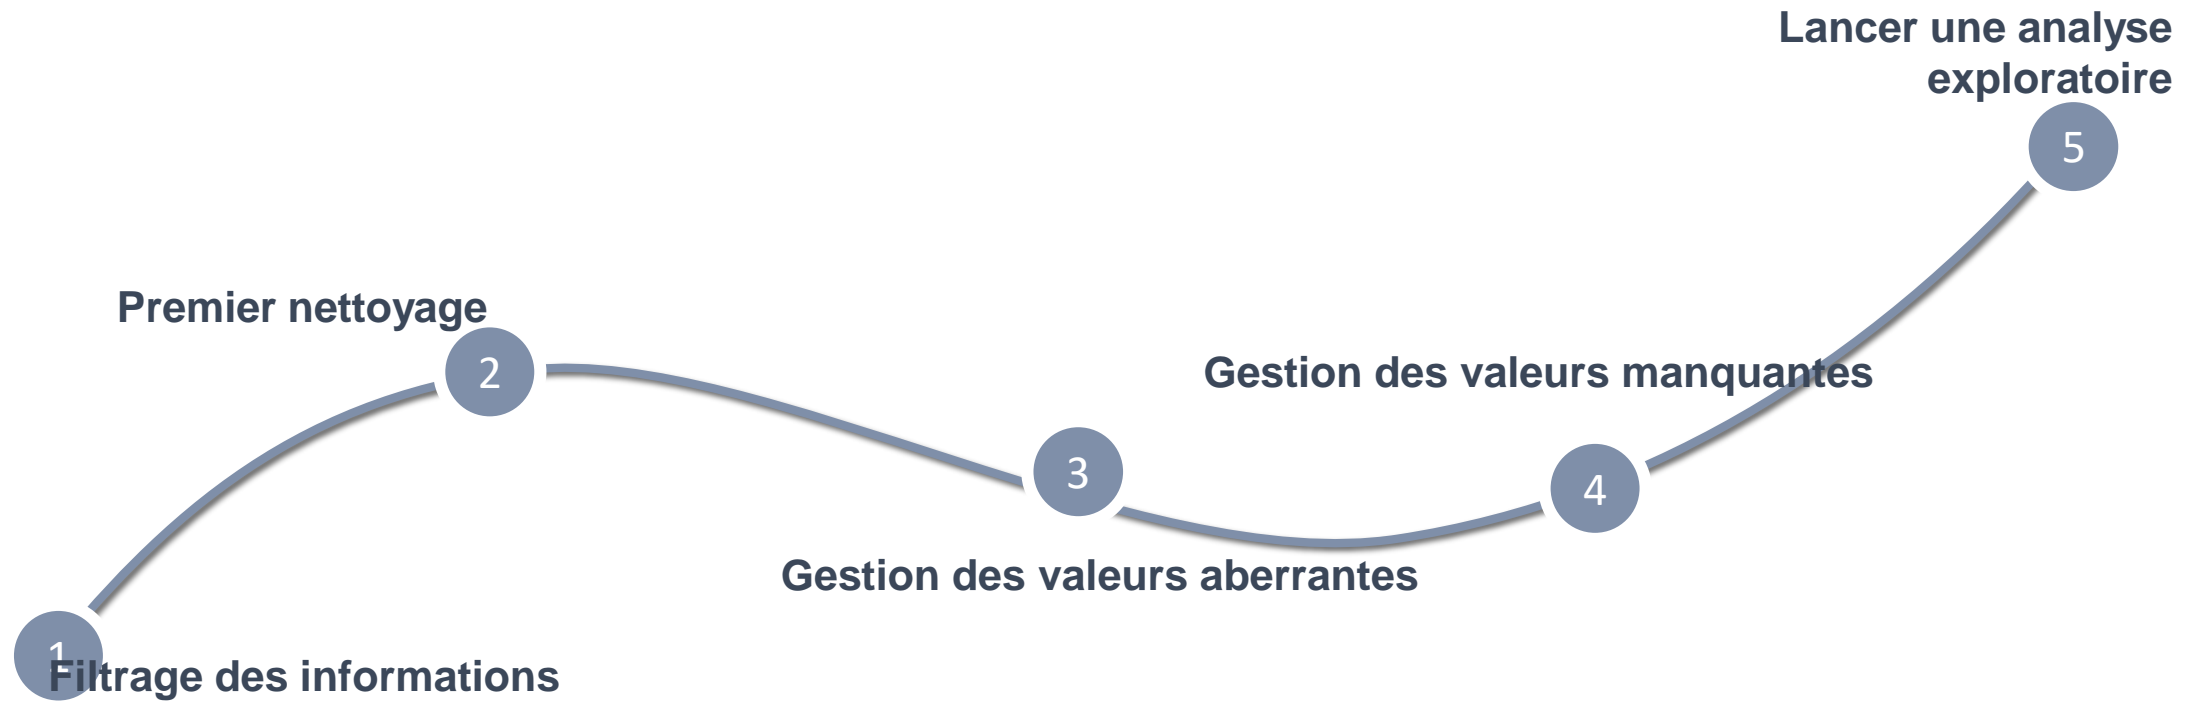 Lancer une analyse
exploratoire
5
Premier nettoyage
2
Gestion des valeurs manquantes
3
4
Gestion des valeurs aberrantes
1
Filtrage des informations